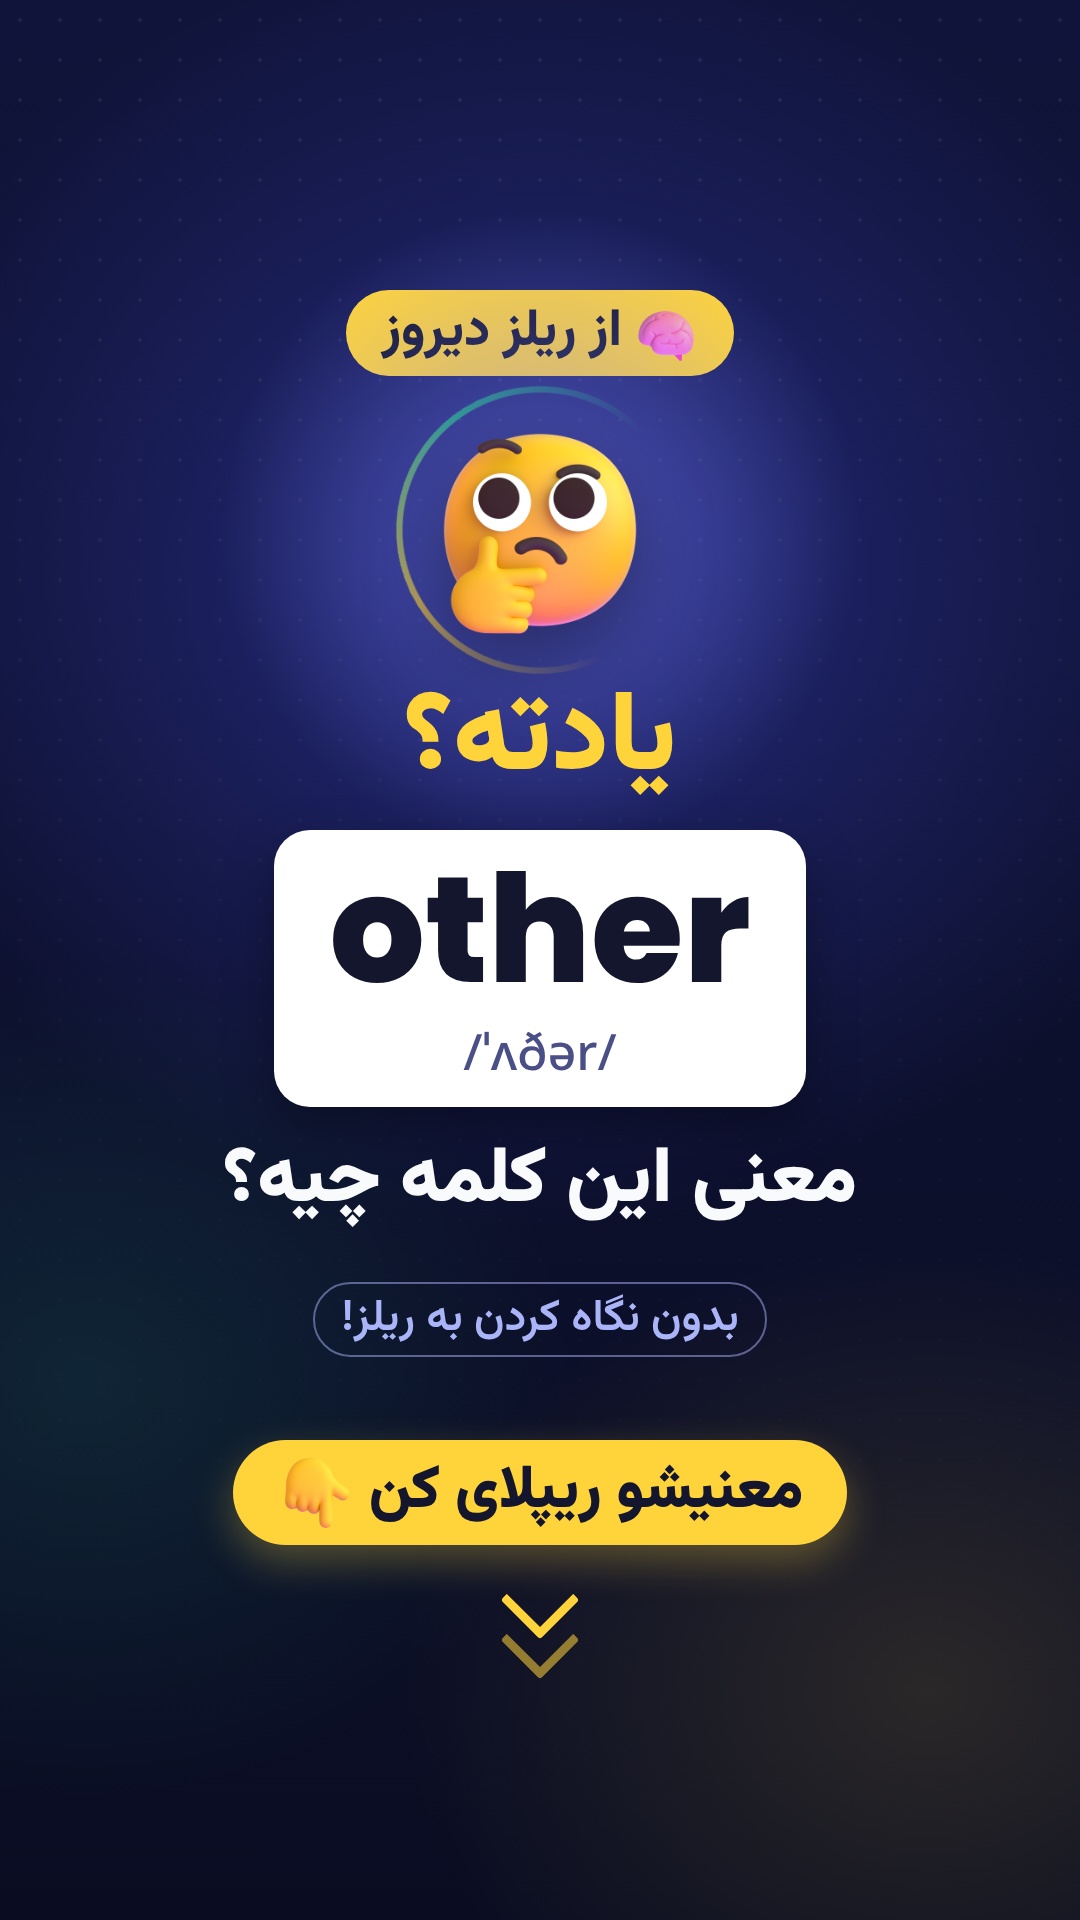 🧠 از ریلز دیروز
یادته؟
other
/ˈʌðər/
معنی این کلمه چیه؟
بدون نگاه کردن به ریلز!
معنیشو ریپلای کن 👇